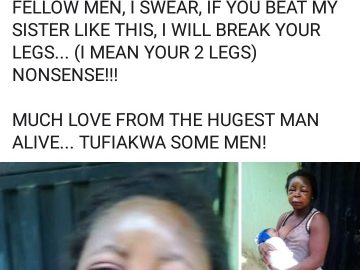 FELLOW MEN, I SWEAR, IF YOU BEAT MY
SISTER LIKE THIS, I WILL BREAK YOUR
LEGS... (I MEAN YOUR 2 LEGS)
NONSENSE!!!
MUCH LOVE FROM THE HUGEST MAN
ALIVE... TUFIAKWA SOME MEN!